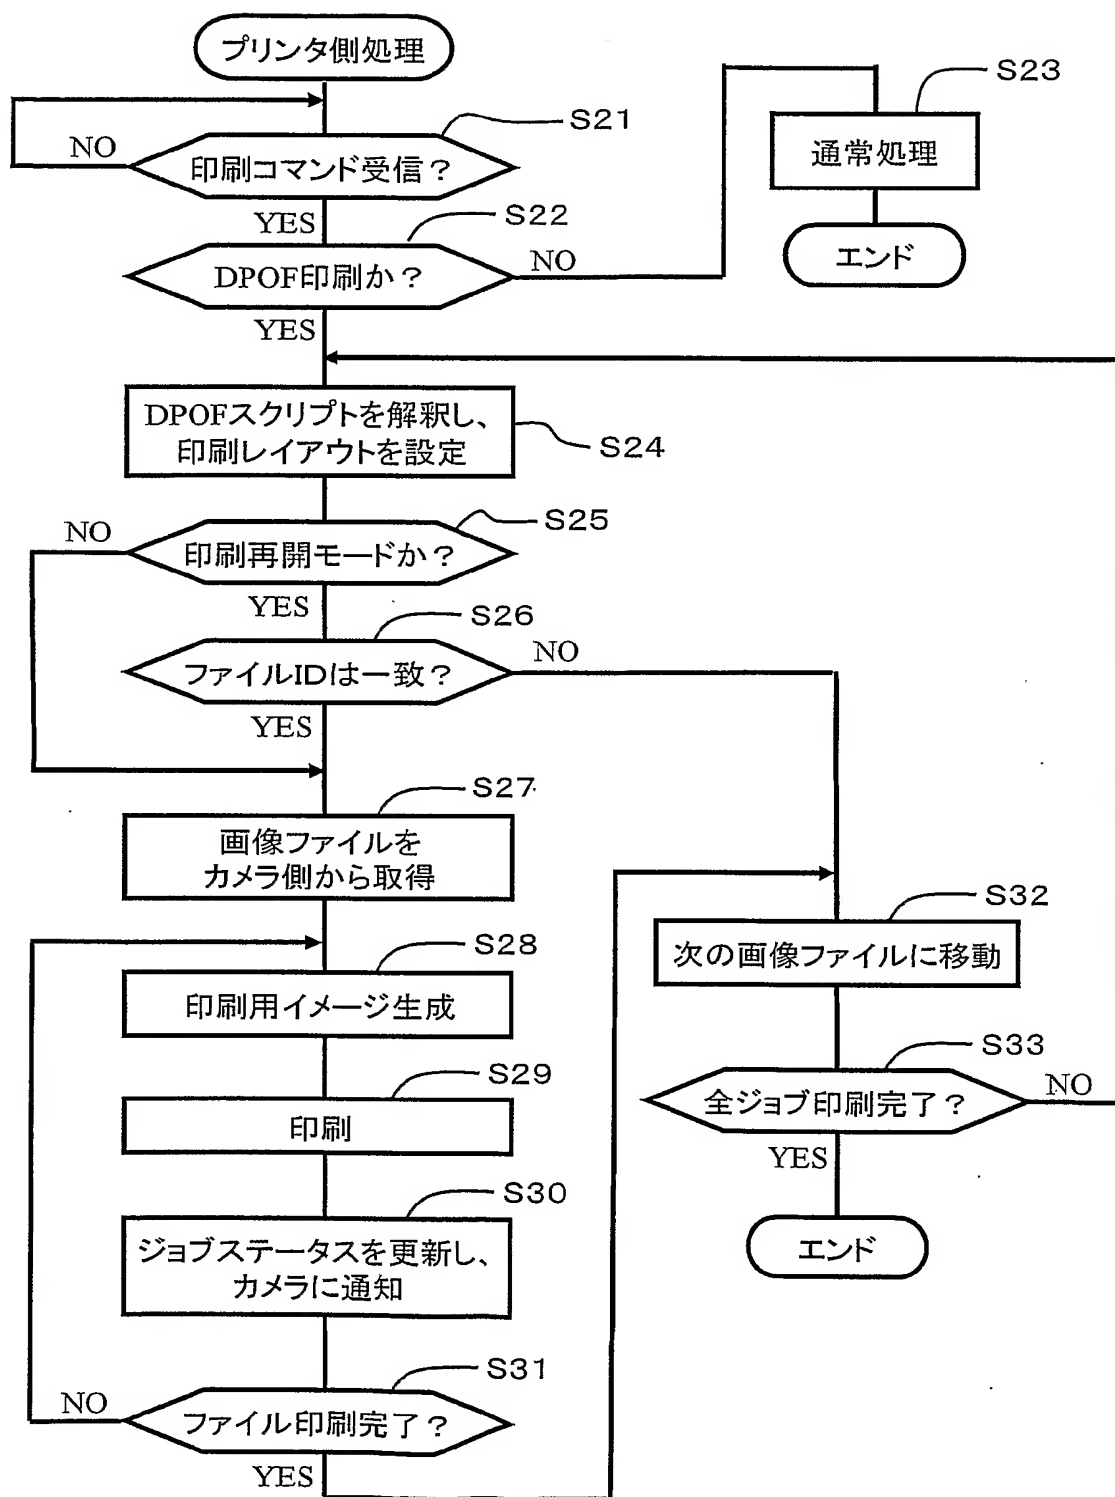 プリンタ側処理
S21
NO
印刷コマンド受信？
YES
S22
DPOF印刷か？
NO
S23
通常処理
エンド
YES
DPOFスクリプトを解釈し、
印刷レイアウトを設定
S24
S25
NO
印刷再開モードか？
YES
S26
ファイルIDは一致？
NO
YES
S27
画像ファイルを
カメラ側から取得
S28
印刷用イメージ生成
S29
印刷
S30
ジョブステータスを更新し、
カメラに通知
S31
NO
ファイル印刷完了？
YES
S32
次の画像ファイルに移動
S33
全ジョブ印刷完了？
NO
YES
エンド